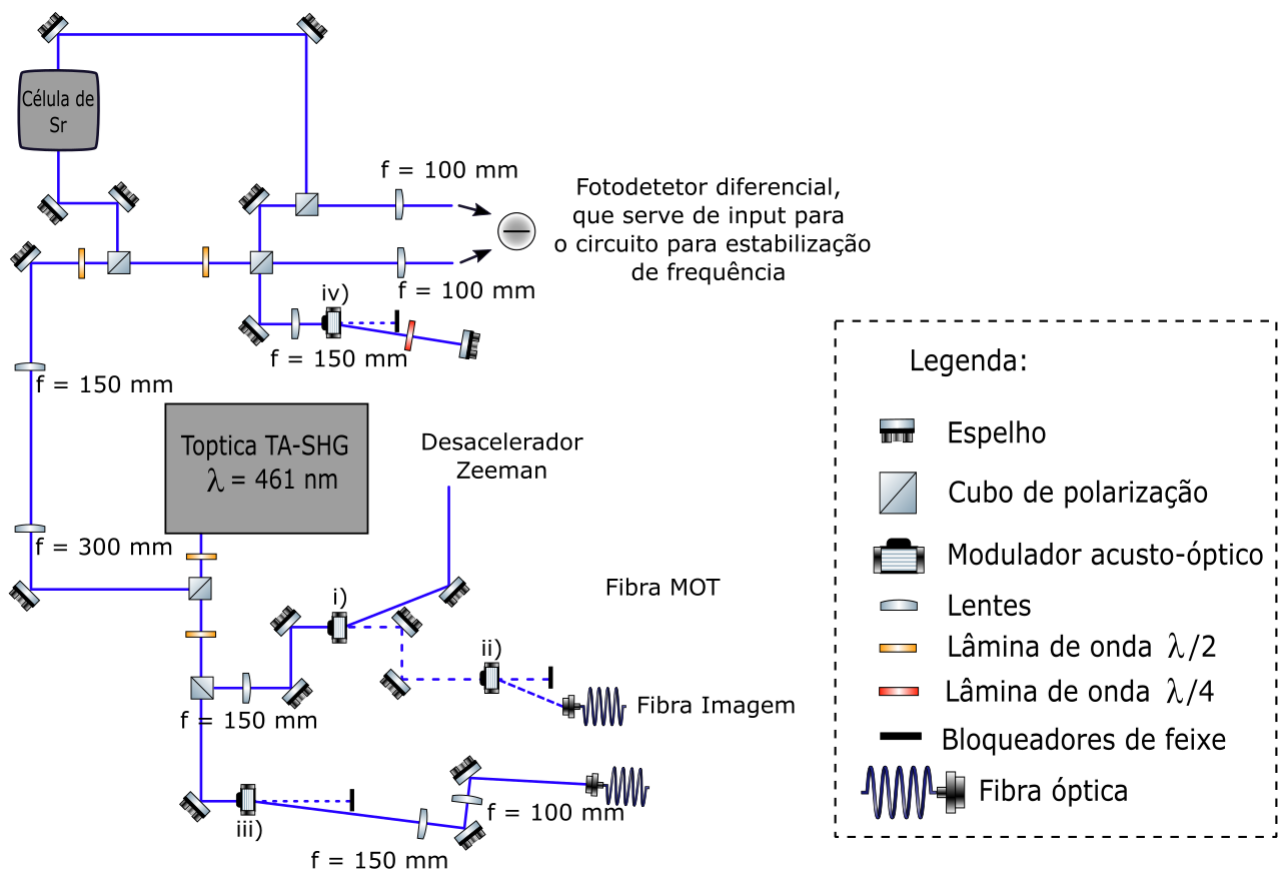 Célula de
Sr
f = 100 mm
Fotodetetor diferencial,
que serve de input para
o circuito para estabilização
de frequência
f = 100 mm
iv)
f = 150 mm
f = 150 mm
Toptica TA-SHG
λ = 461 nm
Desacelerador
Zeeman
f = 300 mm
i)
Fibra MOT
ii)
Fibra Imagem
f = 150 mm
iii)
f = 100 mm
f = 150 mm
Legenda:
Espelho
Cubo de polarização
Modulador acusto-óptico
Lentes
Lâmina de onda λ/2
Lâmina de onda λ/4
Bloqueadores de feixe
Fibra óptica